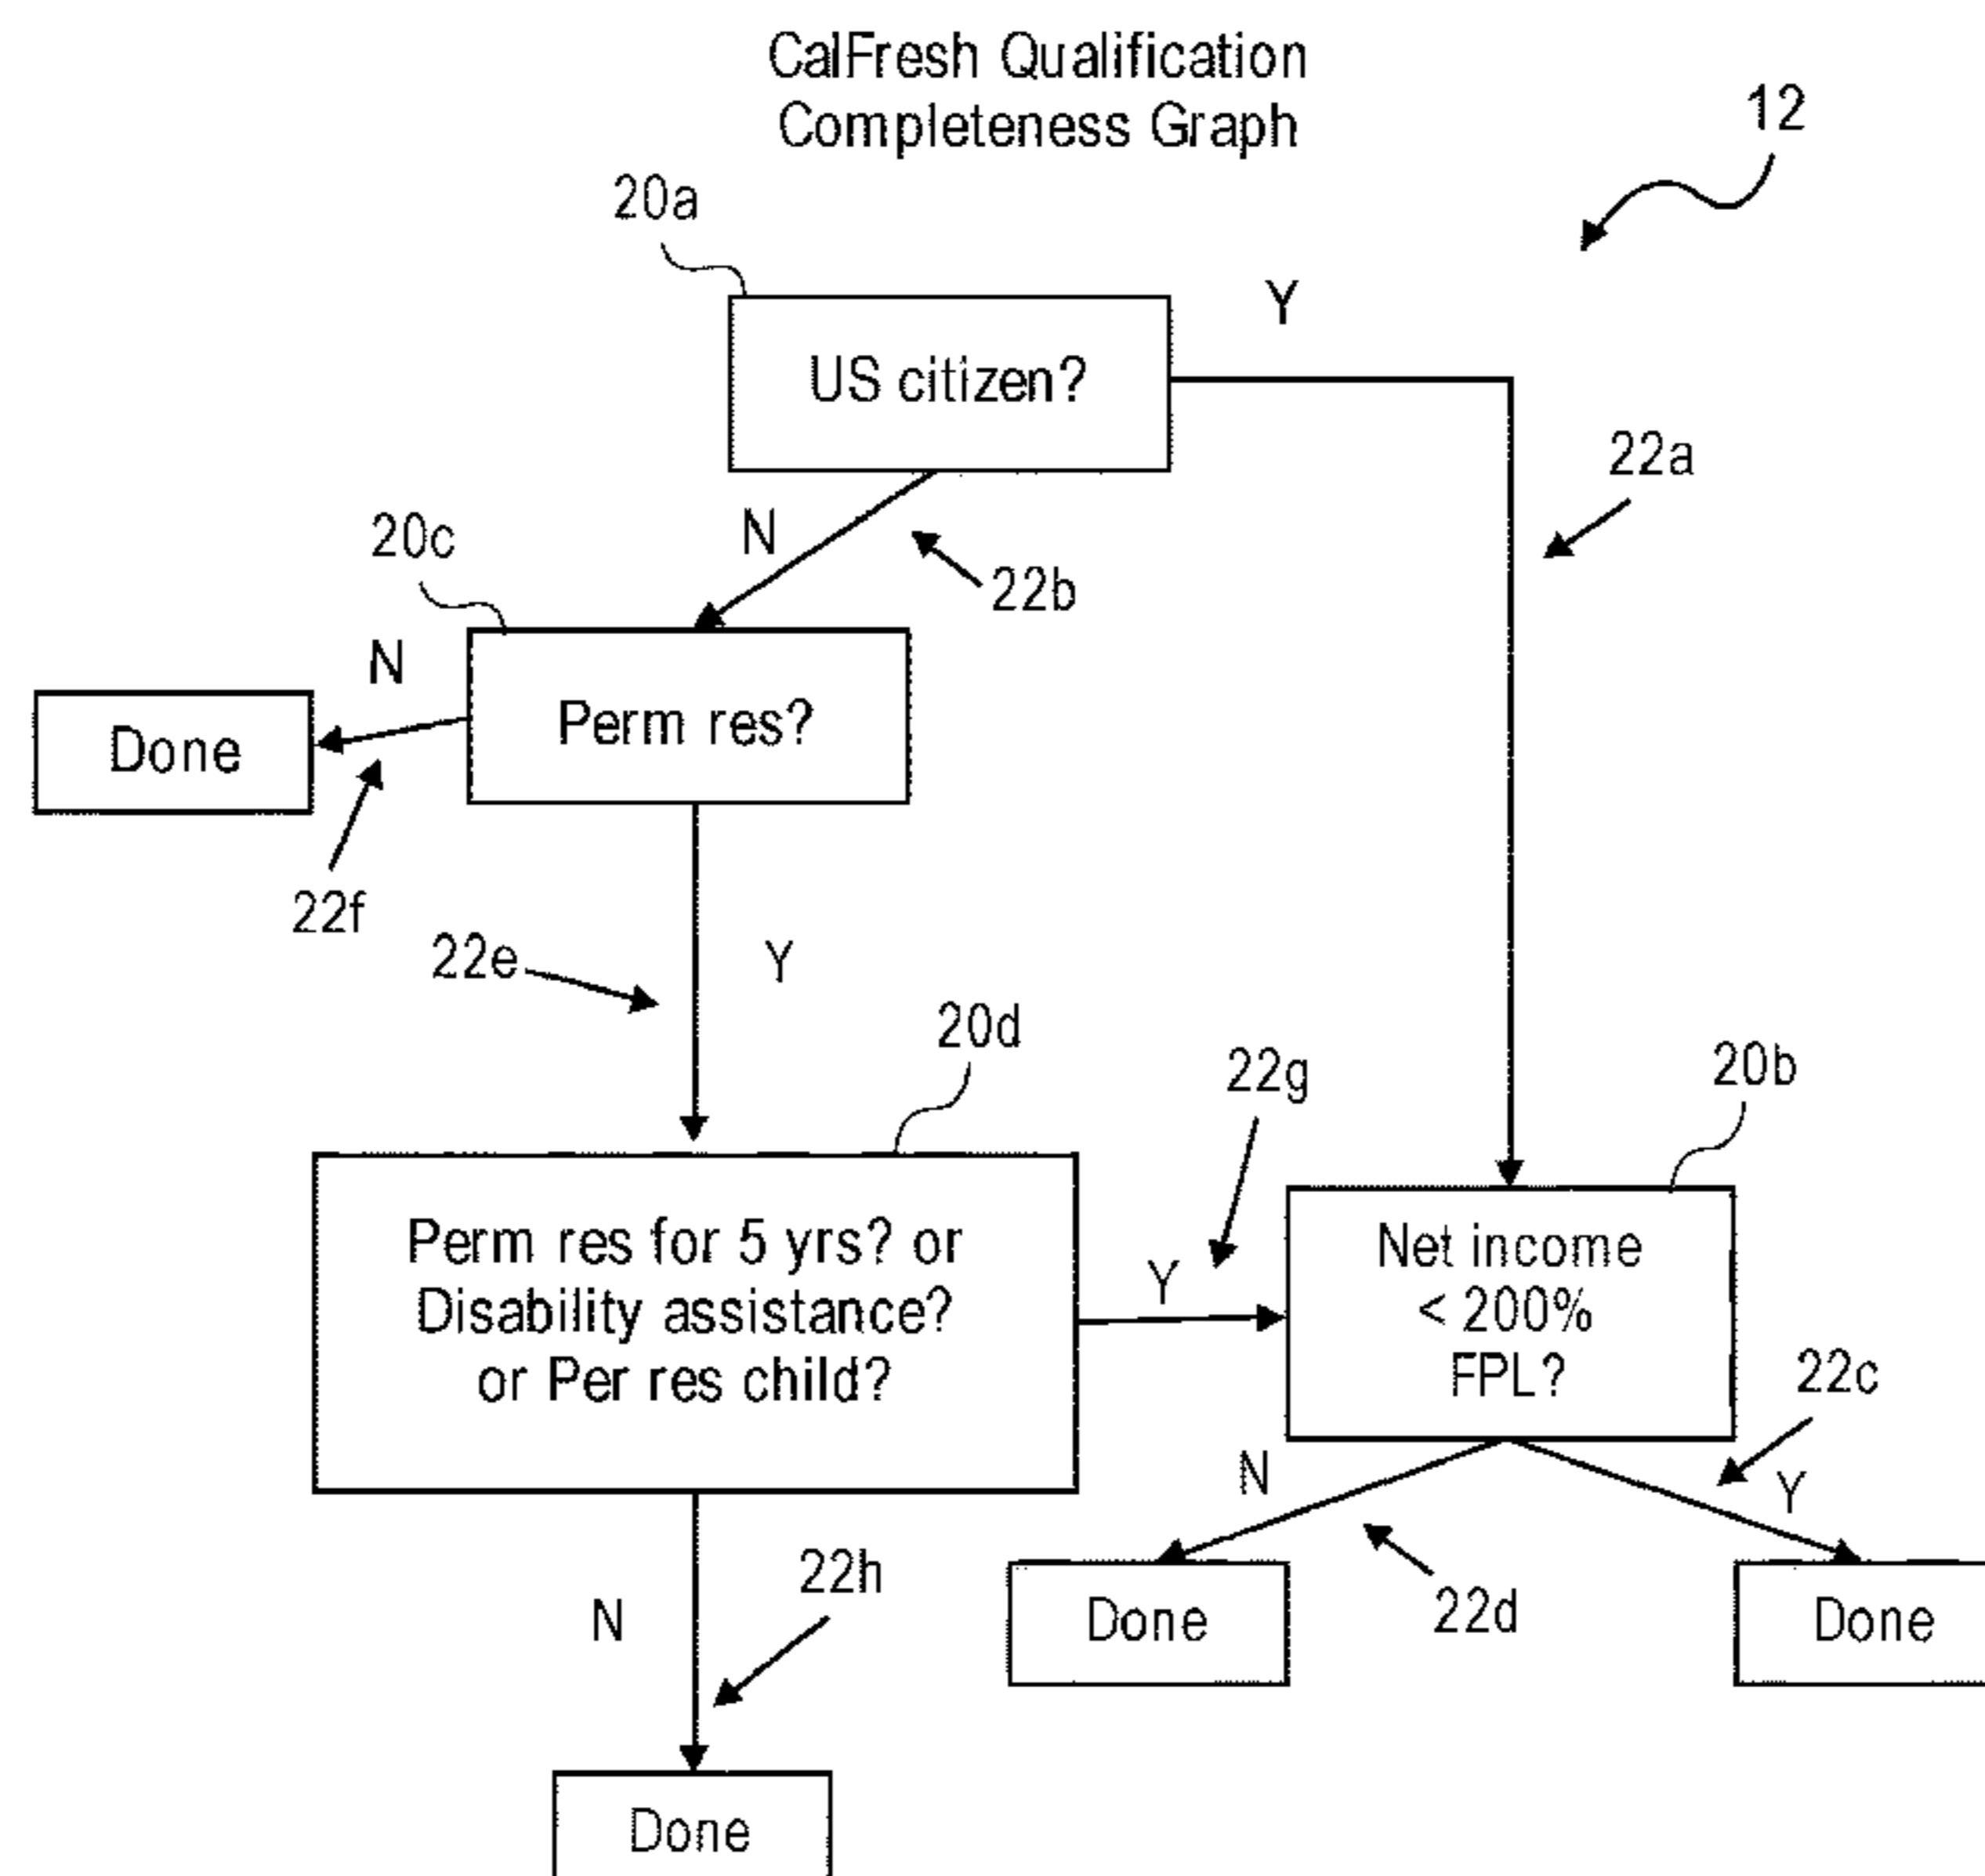 CalFresh Qualification
Completeness Graph
12
20a
Y
US citizen?
22a
20c
N
22b
N
Perm res?
Done
22f
22e
Y
20d
22g
20b
Perm res for 5 yrs? or
Disability assistance?
or Per res child?
Y
Net income
< 200%
FPL?
22c
N
Y
22h
22d
N
Done
Done
Done